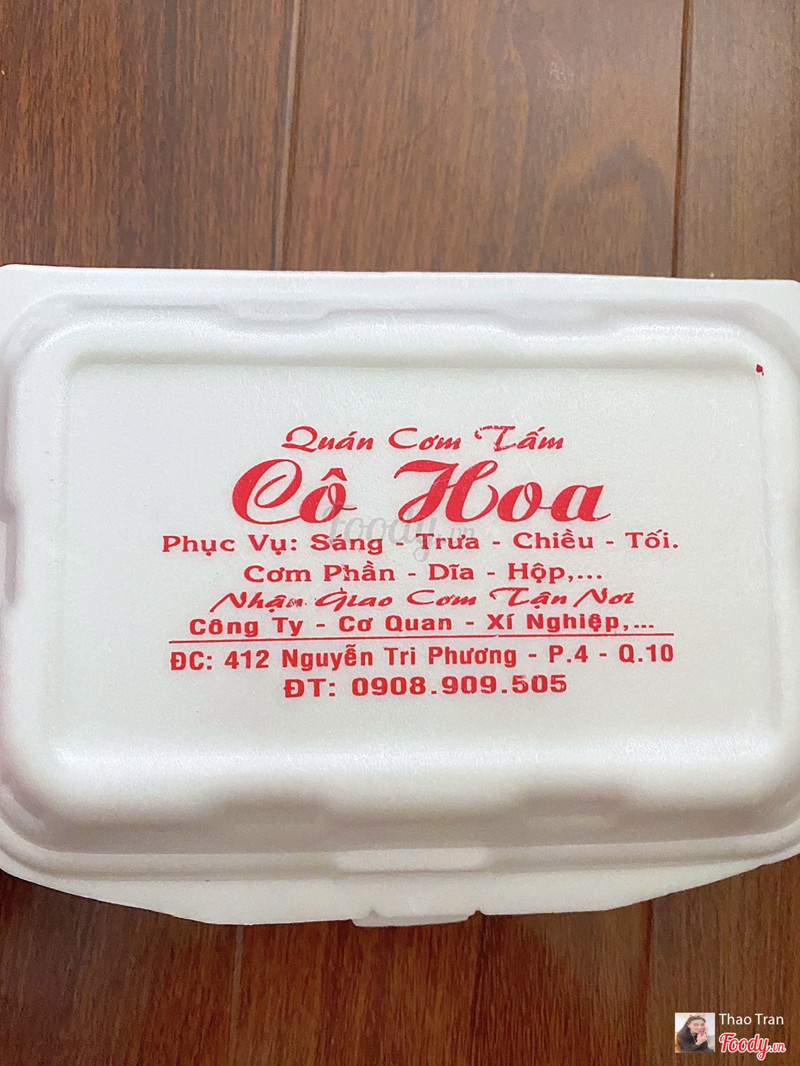 Quán Cơm Tấm
Cô Hoa
foody.vn
Phục Vụ: Sáng - Trưa - Chiều - Tối.
Cơm Phần - Dĩa - Hộp,...
Nhận Giao Cơm Tận Nơi
Công Ty - Cơ Quan - Xí Nghiệp,...
ĐC: 412 Nguyễn Tri Phương - P.4 - Q.10
ĐT: 0908.909.505
Thao Tran
Foody.vn